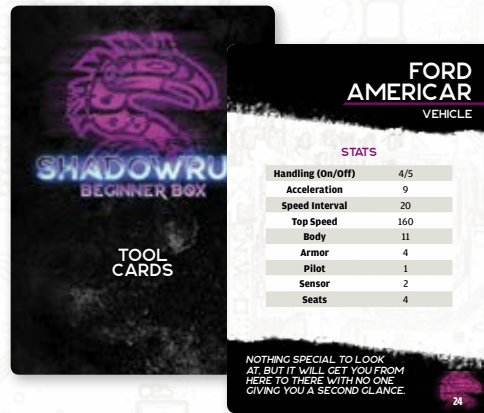 SHADOWRU
BEGINNER BOX
TOOL
CARDS
FORD
AMERICAR
VEHICLE
STATS
Handling (On/Off) 4/5
Acceleration 9
Speed Interval 20
Top Speed 160
Body 11
Armor 4
Pilot 1
Sensor 2
Seats 4
NOTHING SPECIAL TO LOOK
AT, BUT IT WILL GET YOU FROM
HERE TO THERE WITH NO ONE
GIVING YOU A SECOND GLANCE.
24